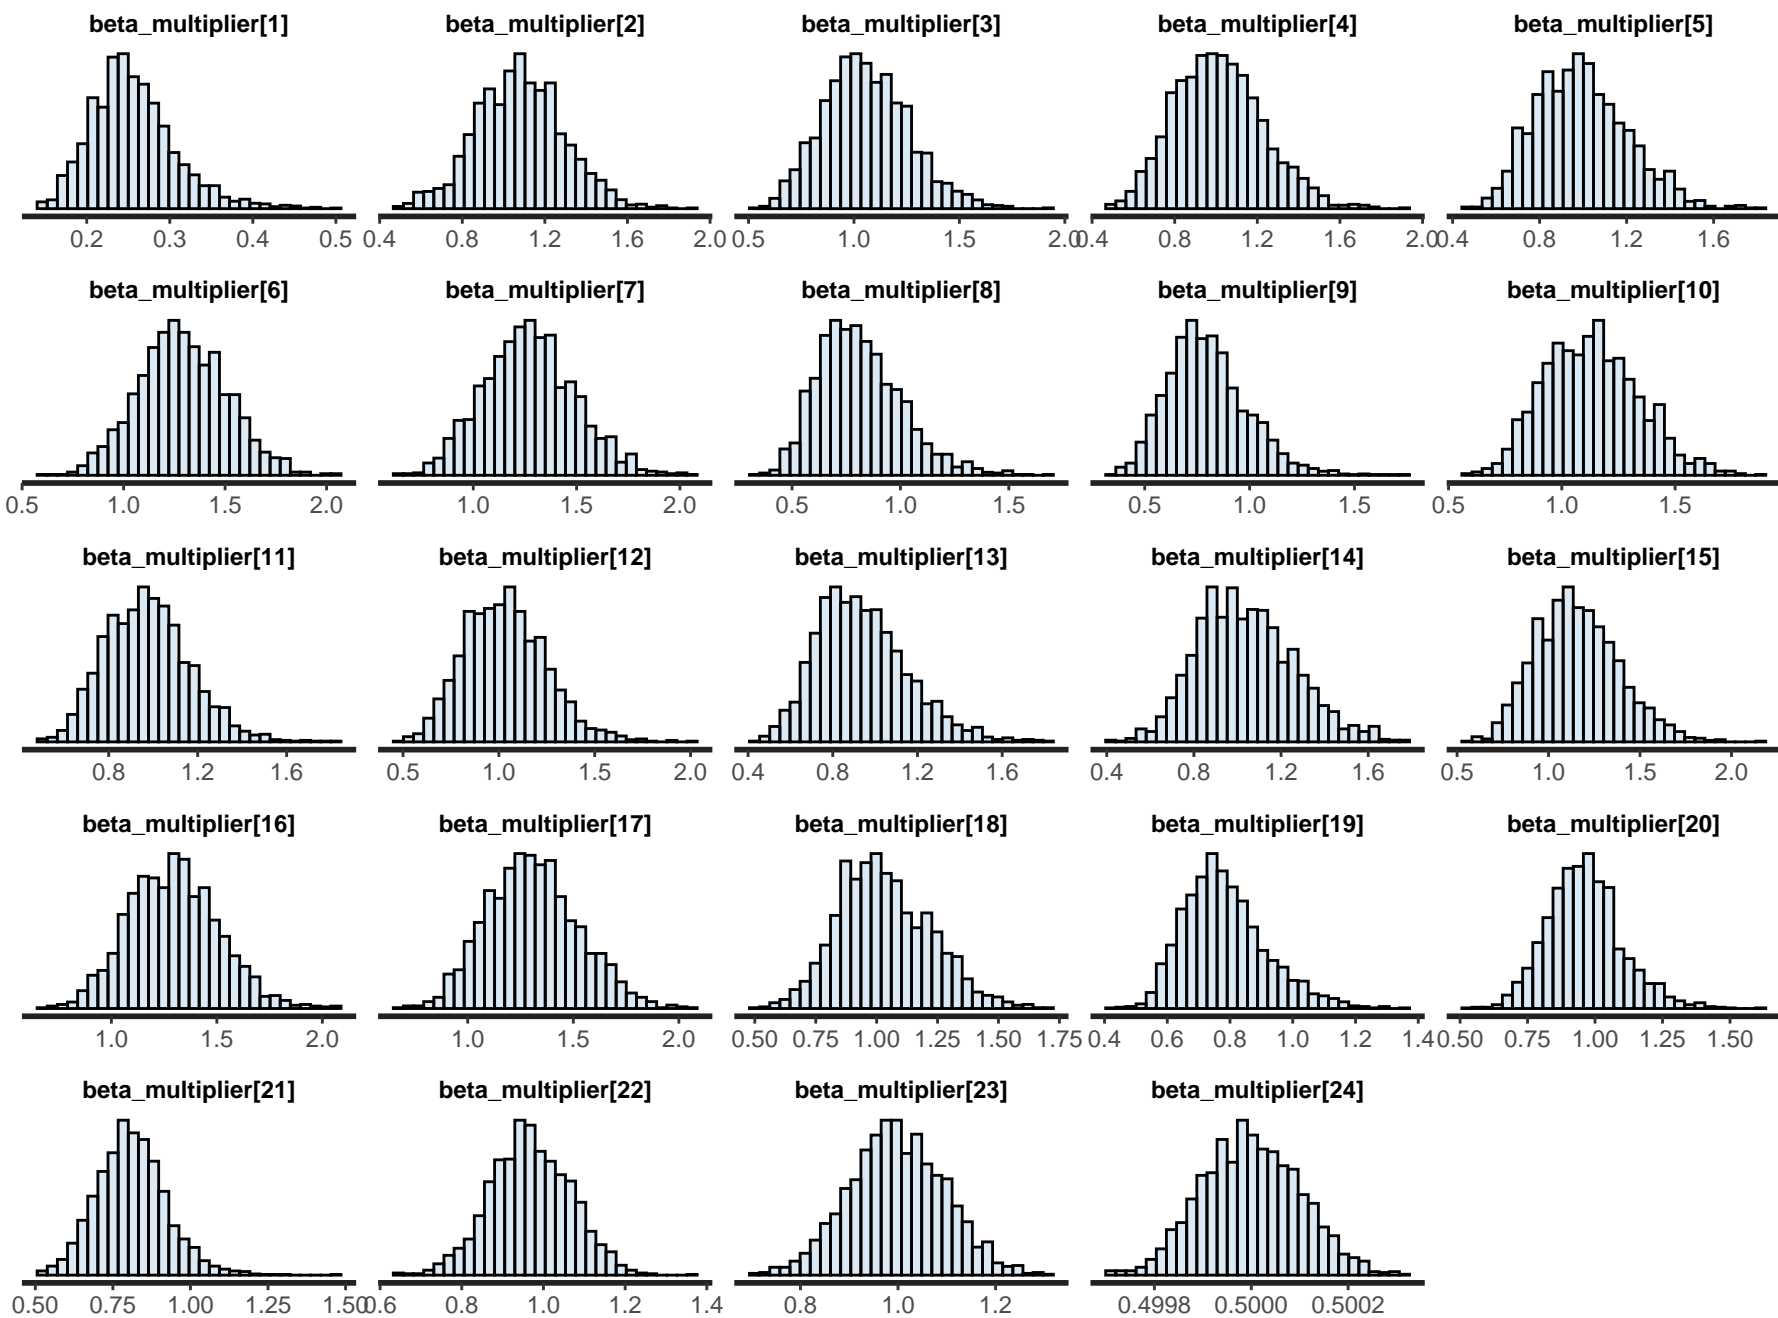 beta_multiplier[1] beta_multiplier[2] beta_multiplier[3] beta_multiplier[4] beta_multiplier[5]
0.2 0.3 0.4 0.5 0.4 0.8 1.2 1.6 2.0 0.5 1.0 1.5 2.0 0.4 0.8 1.2 1.6 2.0 0.4 0.8 1.2 1.6
beta_multiplier[6] beta_multiplier[7] beta_multiplier[8] beta_multiplier[9] beta_multiplier[10]
0.5 1.0 1.5 2.0 1.0 1.5 2.0 0.5 1.0 1.5 0.5 1.0 1.5 0.5 1.0 1.5
beta_multiplier[11] beta_multiplier[12] beta_multiplier[13] beta_multiplier[14] beta_multiplier[15]
0.8 1.2 1.6 0.5 1.0 1.5 2.0 0.4 0.8 1.2 1.6 0.4 0.8 1.2 1.6 0.5 1.0 1.5 2.0
beta_multiplier[16] beta_multiplier[17] beta_multiplier[18] beta_multiplier[19] beta_multiplier[20]
1.0 1.5 2.0 1.0 1.5 2.0 0.50 0.75 1.00 1.25 1.75 0.4 0.6 0.8 1.0 1.2 1.4 0.50 0.75 1.00 1.25 1.50
beta_multiplier[21] beta_multiplier[22] beta_multiplier[23] beta_multiplier[24]
0.50 0.75 1.00 1.25 1.50 0.6 0.8 1.0 1.2 1.4 0.8 1.0 1.2 0.4998 0.5000 0.5002